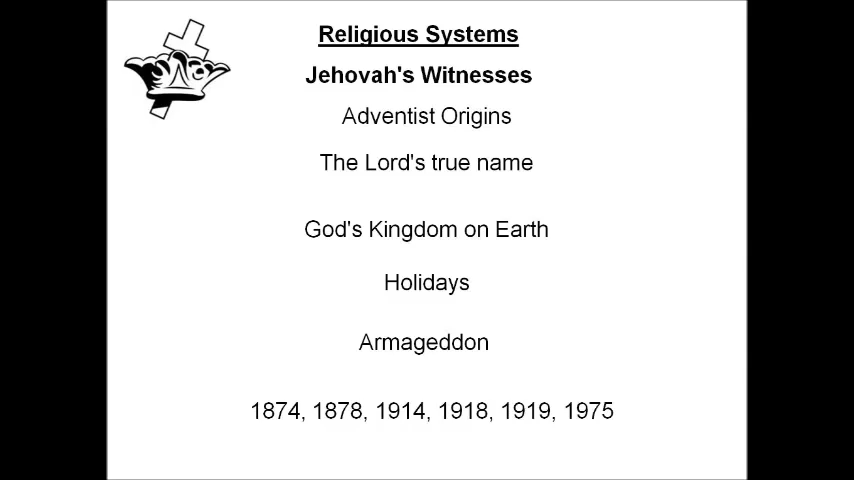 Religious Systems
Jehovah's Witnesses
Adventist Origins
The Lord's true name
God's Kingdom on Earth
Holidays
Armageddon
1874, 1878, 1914, 1918, 1919, 1975